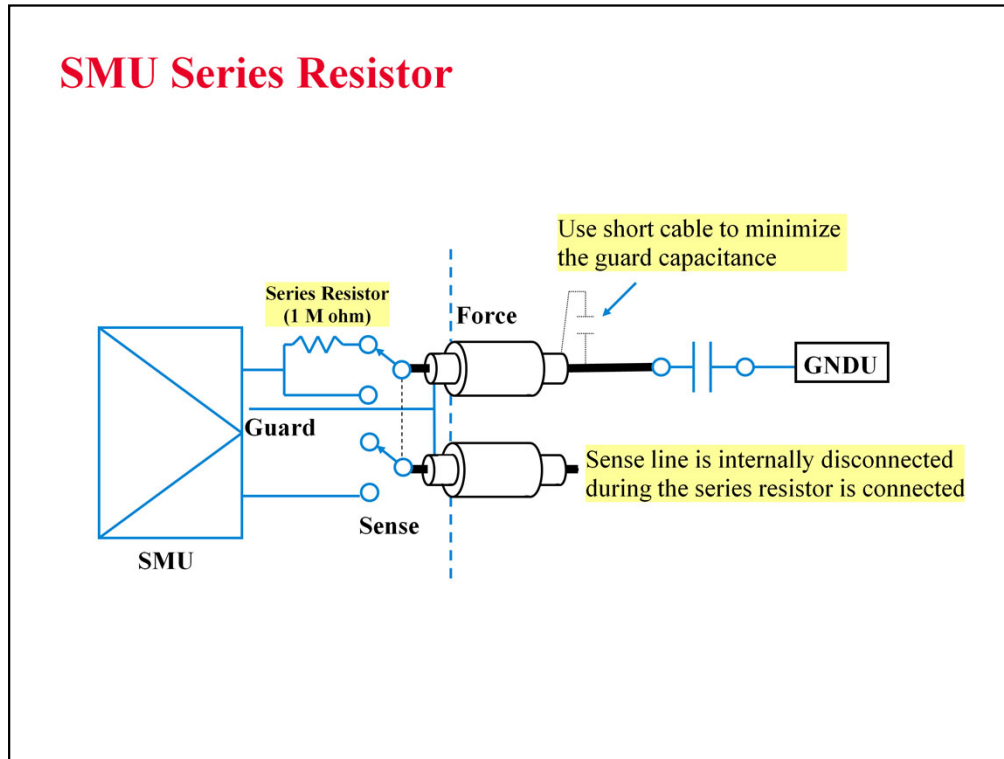 SMU Series Resistor
Use short cable to minimize
the guard capacitance
Series Resistor
(1 M ohm)
Force
GNDU
Guard
Sense line is internally disconnected
during the series resistor is connected
Sense
SMU